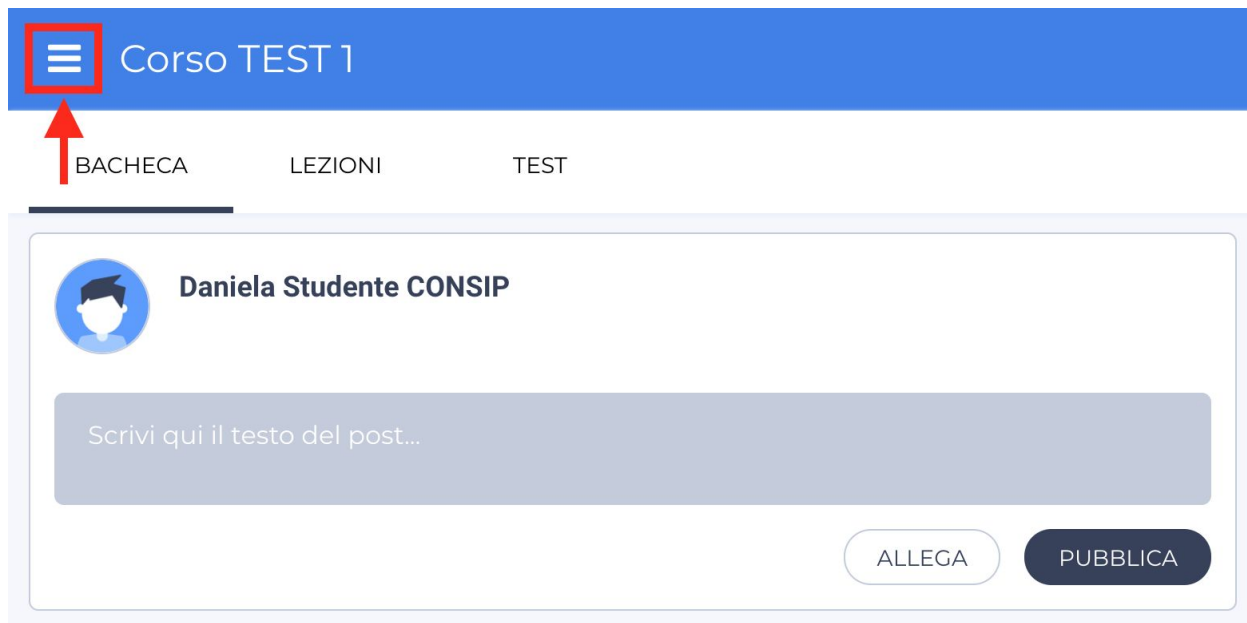 Corso TEST 1
BACHECA LEZIONI TEST
Daniela Studente CONSIP
Scrivi qui il testo del post...
ALLEGA PUBBLICA